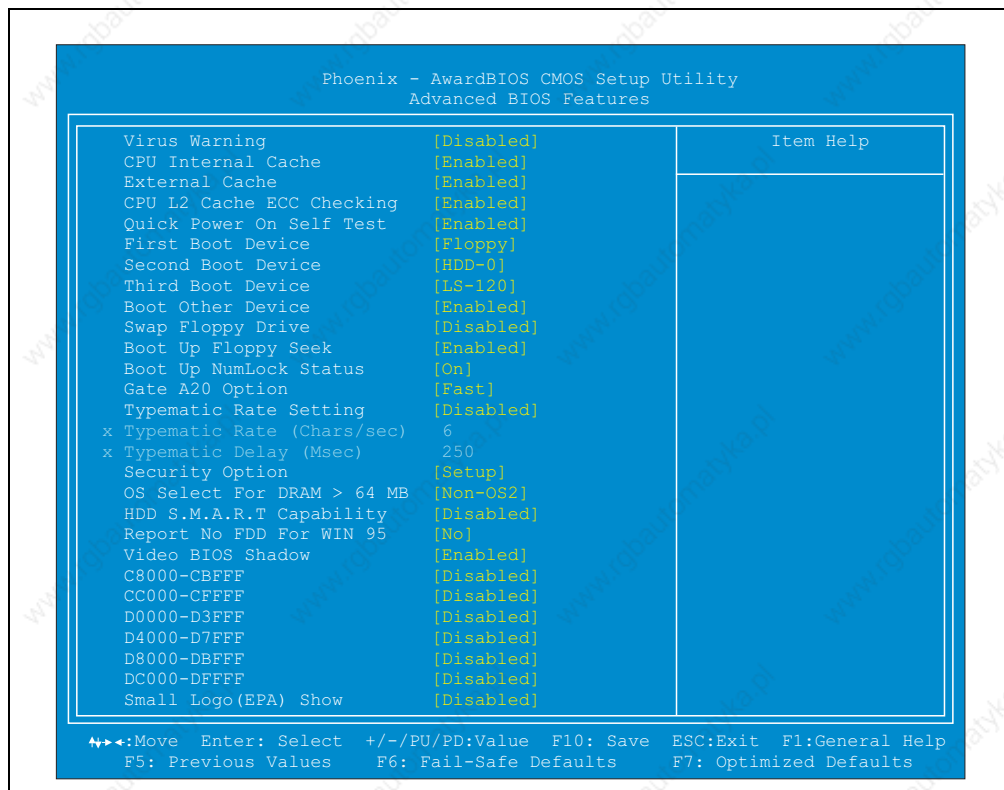 Phoenix - AwardBIOS CMOS Setup Utility
Advanced BIOS Features
Virus Warning [Disabled]
Item Help
CPU Internal Cache [Enabled]
External Cache [Enabled]
CPU L2 Cache ECC Checking [Enabled]
Quick Power On Self Test [Enabled]
First Boot Device [Floppy]
Second Boot Device [HDD-0]
Third Boot Device [LS-120]
Boot Other Device [Enabled]
Swap Floppy Drive [Disabled]
Boot Up Floppy Seek [Enabled]
Boot Up NumLock Status [On]
Gate A20 Option [Fast]
Typematic Rate Setting [Disabled]
x Typematic Rate (Chars/sec) 6
x Typematic Delay (Msec) 250
Security Option [Setup]
OS Select For DRAM > 64 MB [Non-OS2]
HDD S.M.A.R.T Capability [Disabled]
Report No FDD For WIN 95 [No]
Video BIOS Shadow [Enabled]
C8000-CBFFF [Disabled]
CC000-CFFFF [Disabled]
D0000-D3FFF [Disabled]
D4000-D7FFF [Disabled]
D8000-DBFFF [Disabled]
DC000-DFFFF [Disabled]
Small Logo(EPA) Show [Disabled]
:Move Enter: Select +/-/PU/PD:Value F10: Save ESC:Exit F1:General Help
F5: Previous Values F6: Fail-Safe Defaults F7: Optimized Defaults
www.rgbautomatyka.pl